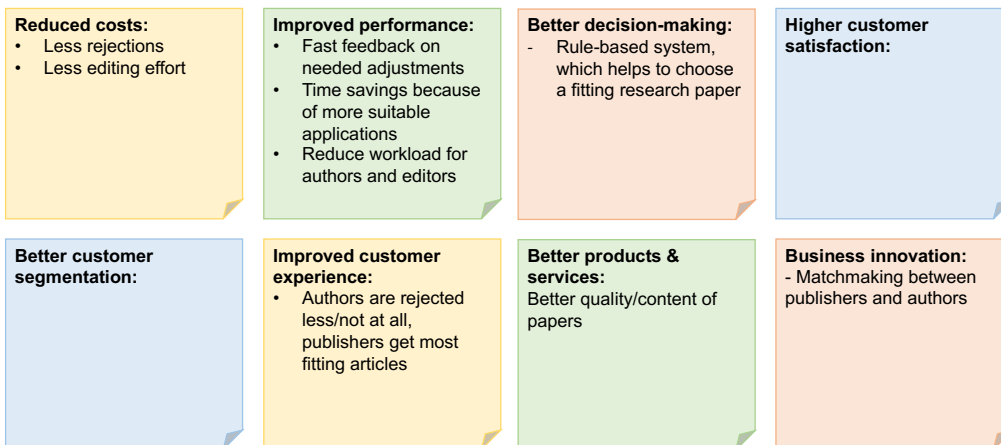 Reduced costs:
• Less rejections
• Less editing effort
Improved performance:
• Fast feedback on
needed adjustments
• Time savings because
of more suitable
applications
• Reduce workload for
authors and editors
Better decision-making:
- Rule-based system,
which helps to choose
a fitting research paper
Higher customer
satisfaction:
Better customer
segmentation:
Improved customer
experience:
• Authors are rejected
less/not at all,
publishers get most
fitting articles
Better products &
services:
Better quality/content of
papers
Business innovation:
- Matchmaking between
publishers and authors